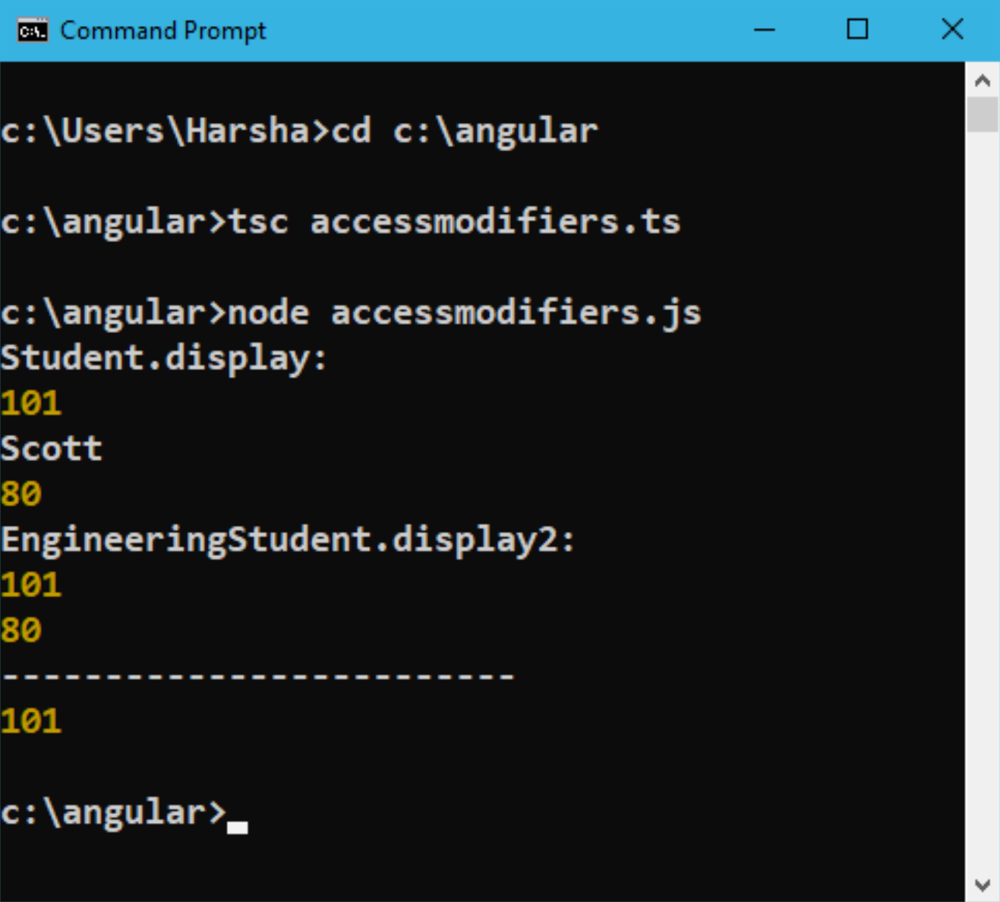 Command Prompt
c:\Users\Harsha>cd c:\angular
c:\angular>tsc accessmodifiers.ts
c:\angular>node accessmodifiers.js
Student.display:
101
Scott
80
EngineeringStudent.display2:
101
80
-------------------------
101
c:\angular>